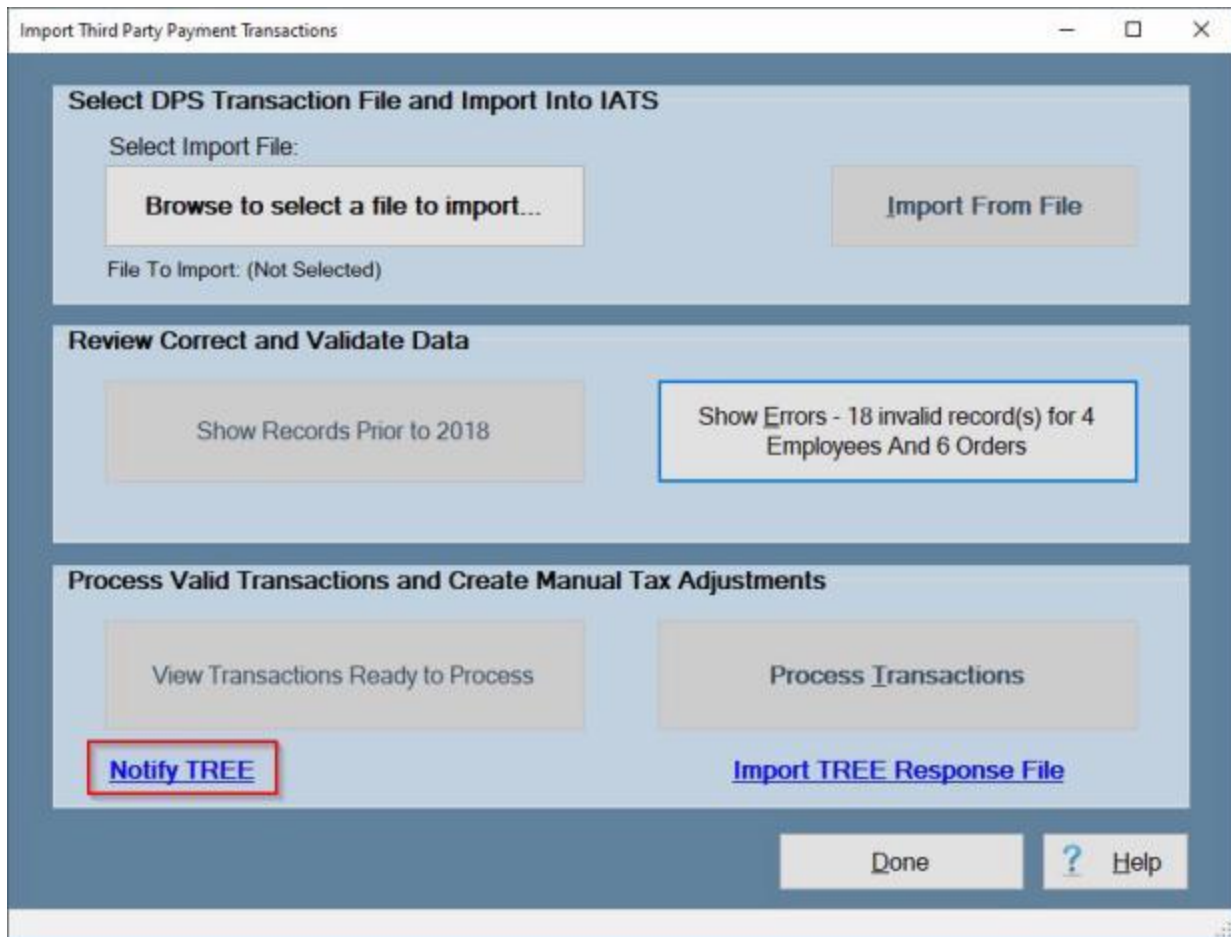 Import Third Party Payment Transactions
Select DPS Transaction File and Import Into IATS
Select Import File:
Browse to select a file to import...
Import From File
File To Import: (Not Selected)
Review Correct and Validate Data
Show Records Prior to 2018
Show Errors - 18 invalid record(s) for 4
Employees And 6 Orders
Process Valid Transactions and Create Manual Tax Adjustments
View Transactions Ready to Process
Process Transactions
Notify TREE
Import TREE Response File
Done
? Help